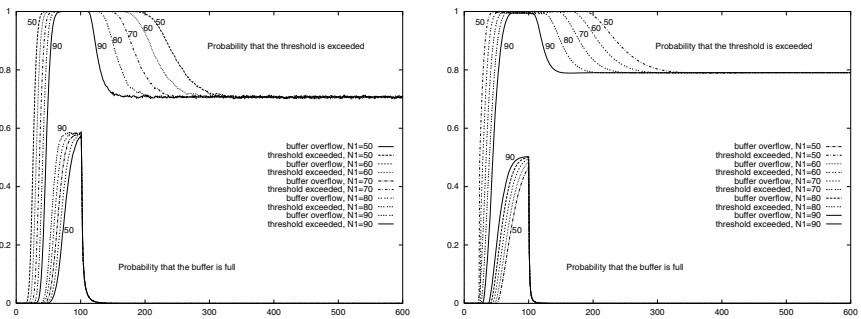 1
0.8
0.6
0.4
0.2
0
0 100 200 300 400 500 600
50
90
90
80
70
60
50
Probability that the threshold is exceeded
90
50
buffer overflow, N1=50
threshold exceeded, N1=50
buffer overflow, N1=60
threshold exceeded, N1=60
buffer overflow, N1=70
threshold exceeded, N1=70
buffer overflow, N1=80
threshold exceeded, N1=80
buffer overflow, N1=90
threshold exceeded, N1=90
Probability that the buffer is full
1
0.8
0.6
0.4
0.2
0
0 100 200 300 400 500 600
50
90
90
80
70
60
50
Probability that the threshold is exceeded
90
50
buffer overflow, N1=50
threshold exceeded, N1=50
buffer overflow, N1=60
threshold exceeded, N1=60
buffer overflow, N1=70
threshold exceeded, N1=70
buffer overflow, N1=80
threshold exceeded, N1=80
buffer overflow, N1=90
threshold exceeded, N1=90
Probability that the buffer is full